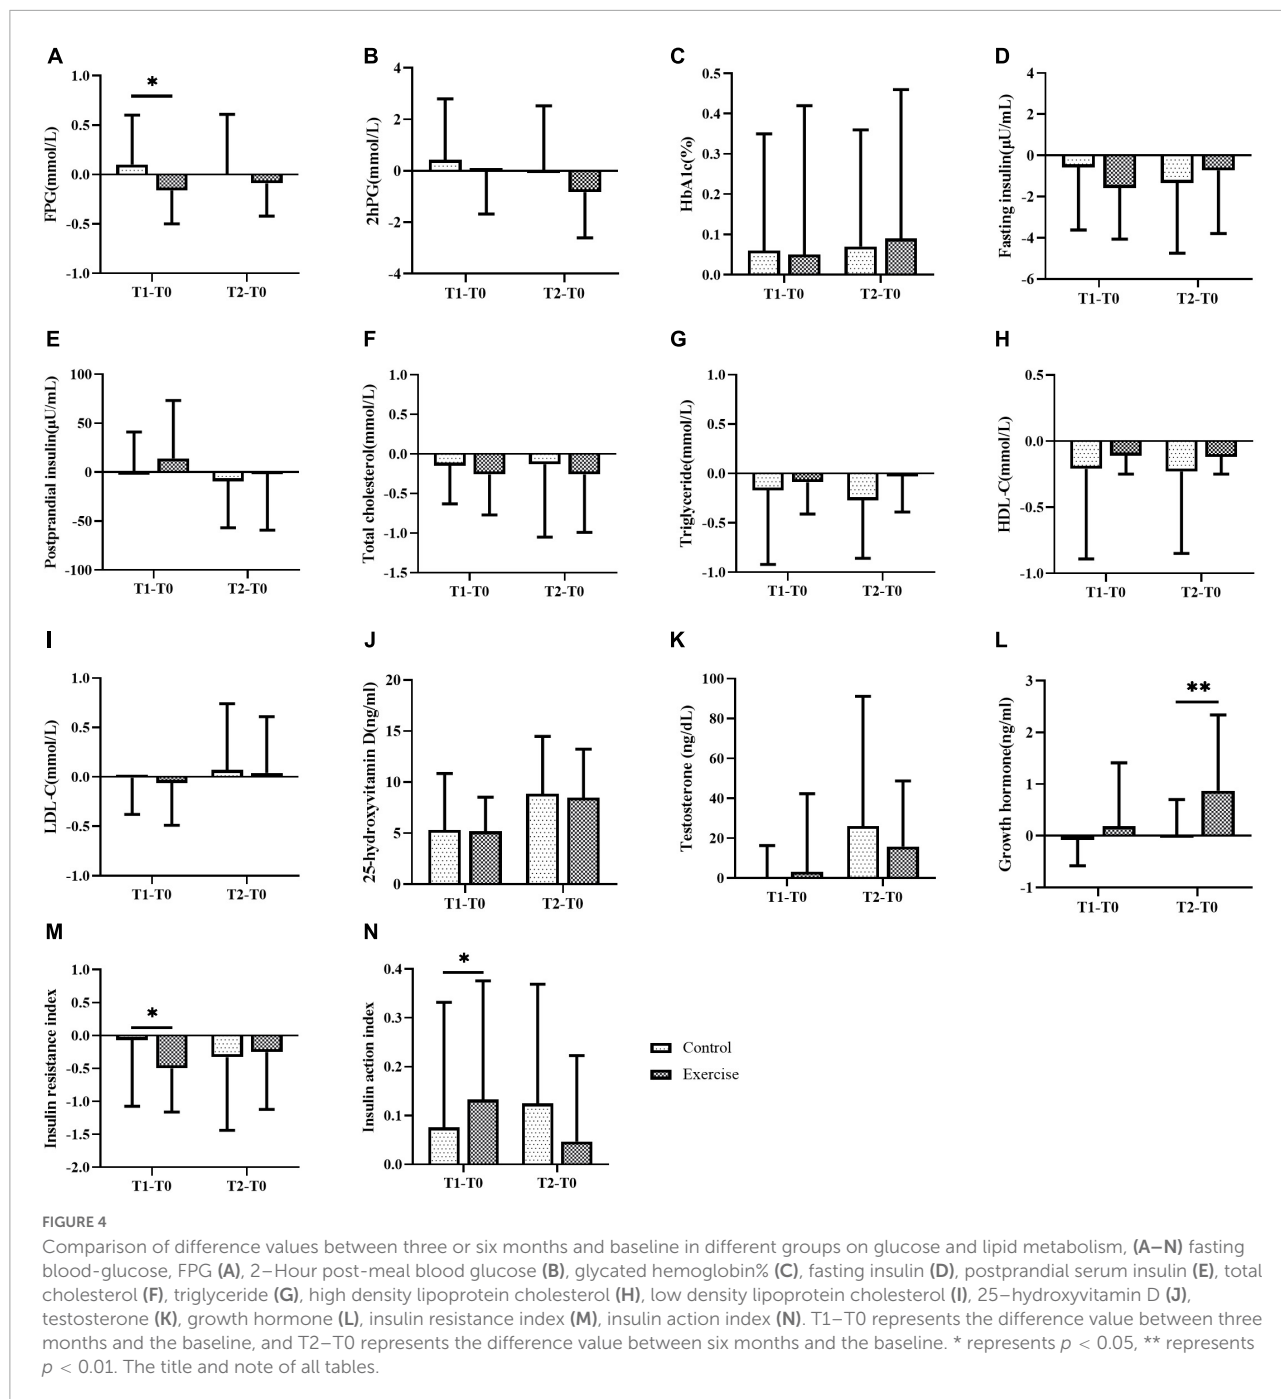 A
B
C
D
FPG(mmol/L)
1.0
0.5
0.0
-0.5
-1.0
*
T1-T0
T2-T0
2hPG(mmol/L)
4
2
0
-2
-4
T1-T0
T2-T0
HbA1c(%)
0.5
0.4
0.3
0.2
0.1
0.0
T1-T0
T2-T0
Fasting insulin(μU/mL)
4
2
0
-2
-4
-6
T1-T0
T2-T0
E
F
G
H
Postprandial insulin(μU/mL)
100
50
0
-50
-100
T1-T0
T2-T0
Total cholesterol(mmol/L)
1.0
0.5
0.0
-0.5
-1.0
-1.5
T1-T0
T2-T0
Triglyceride(mmol/L)
1.0
0.5
0.0
-0.5
-1.0
T1-T0
T2-T0
HDL-C(mmol/L)
0.5
0.0
-0.5
-1.0
T1-T0
T2-T0
I
J
K
L
LDL-C(mmol/L)
1.0
0.5
0.0
-0.5
-1.0
T1-T0
T2-T0
25-hydroxyvitamin D(ng/ml)
20
15
10
5
0
T1-T0
T2-T0
Testosterone (ng/dL)
100
80
60
40
20
0
T1-T0
T2-T0
Growth hormone(ng/ml)
3
2
1
0
-1
**
T1-T0
T2-T0
M
N
Insulin resistance index
1.0
0.5
0.0
-0.5
-1.0
-1.5
-2.0
*
T1-T0
T2-T0
Insulin action index
0.4
0.3
0.2
0.1
0.0
*
T1-T0
T2-T0
Control
Exercise
FIGURE 4
Comparison of difference values between three or six months and baseline in different groups on glucose and lipid metabolism, (A–N) fasting
blood-glucose, FPG (A), 2–Hour post-meal blood glucose (B), glycated hemoglobin% (C), fasting insulin (D), postprandial serum insulin (E), total
cholesterol (F), triglyceride (G), high density lipoprotein cholesterol (H), low density lipoprotein cholesterol (I), 25–hydroxyvitamin D (J),
testosterone (K), growth hormone (L), insulin resistance index (M), insulin action index (N). T1–T0 represents the difference value between three
months and the baseline, and T2–T0 represents the difference value between six months and the baseline. * represents p < 0.05, ** represents
p < 0.01. The title and note of all tables.